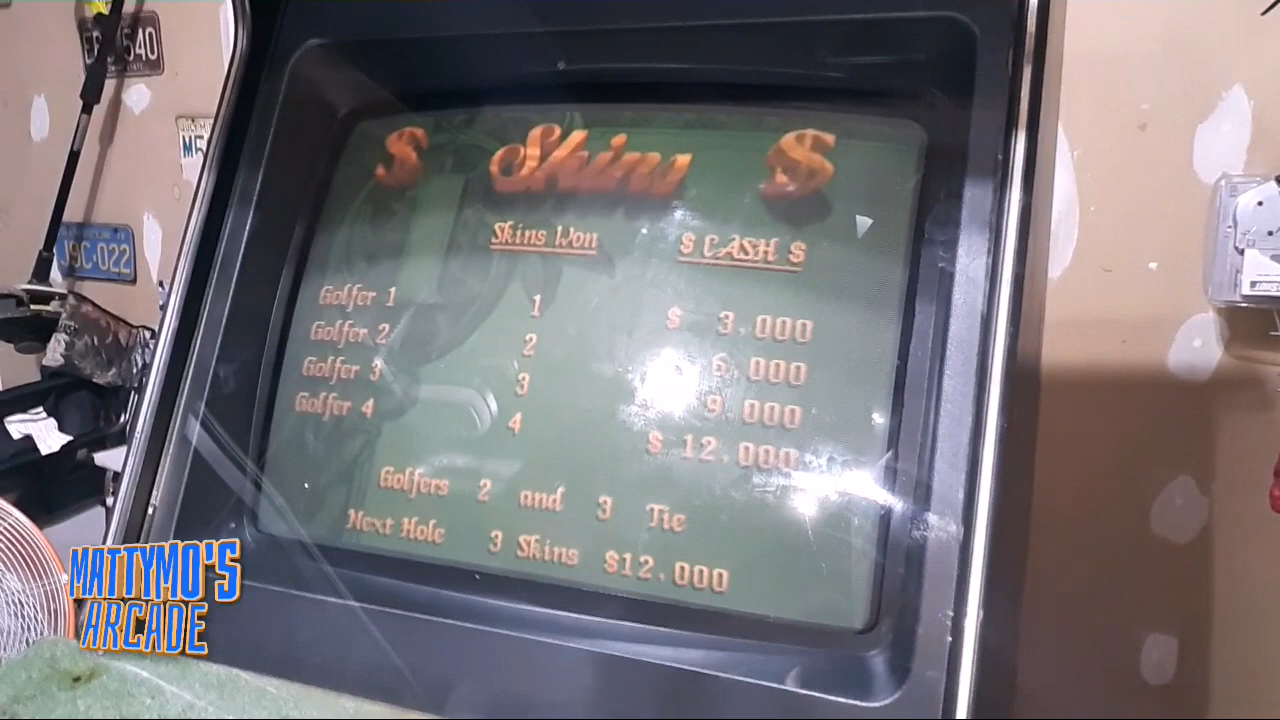 $ Skins $
Skins Won $ CASH $
Golfer 1 1 $ 3,000
Golfer 2 2 6,000
Golfer 3 3 9,000
Golfer 4 4 $ 12,000
Golfers 2 and 3 Tie
Next Hole 3 Skins $12,000
J9C·022
540
MATTYMO'S
ARCADE